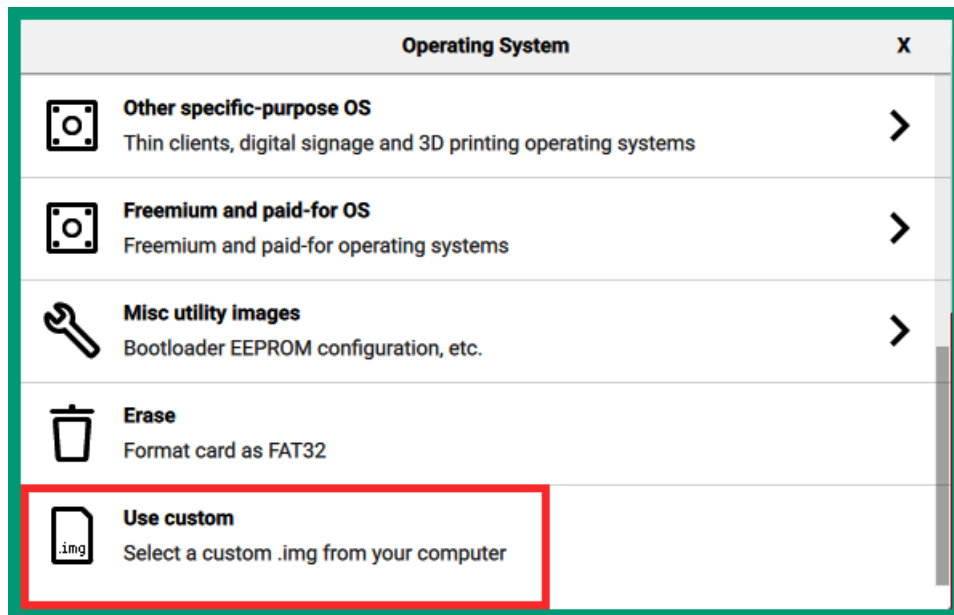 Operating System
X
Other specific-purpose OS
Thin clients, digital signage and 3D printing operating systems
Freemium and paid-for OS
Freemium and paid-for operating systems
Misc utility images
Bootloader EEPROM configuration, etc.
Erase
Format card as FAT32
Use custom
.img
Select a custom .img from your computer